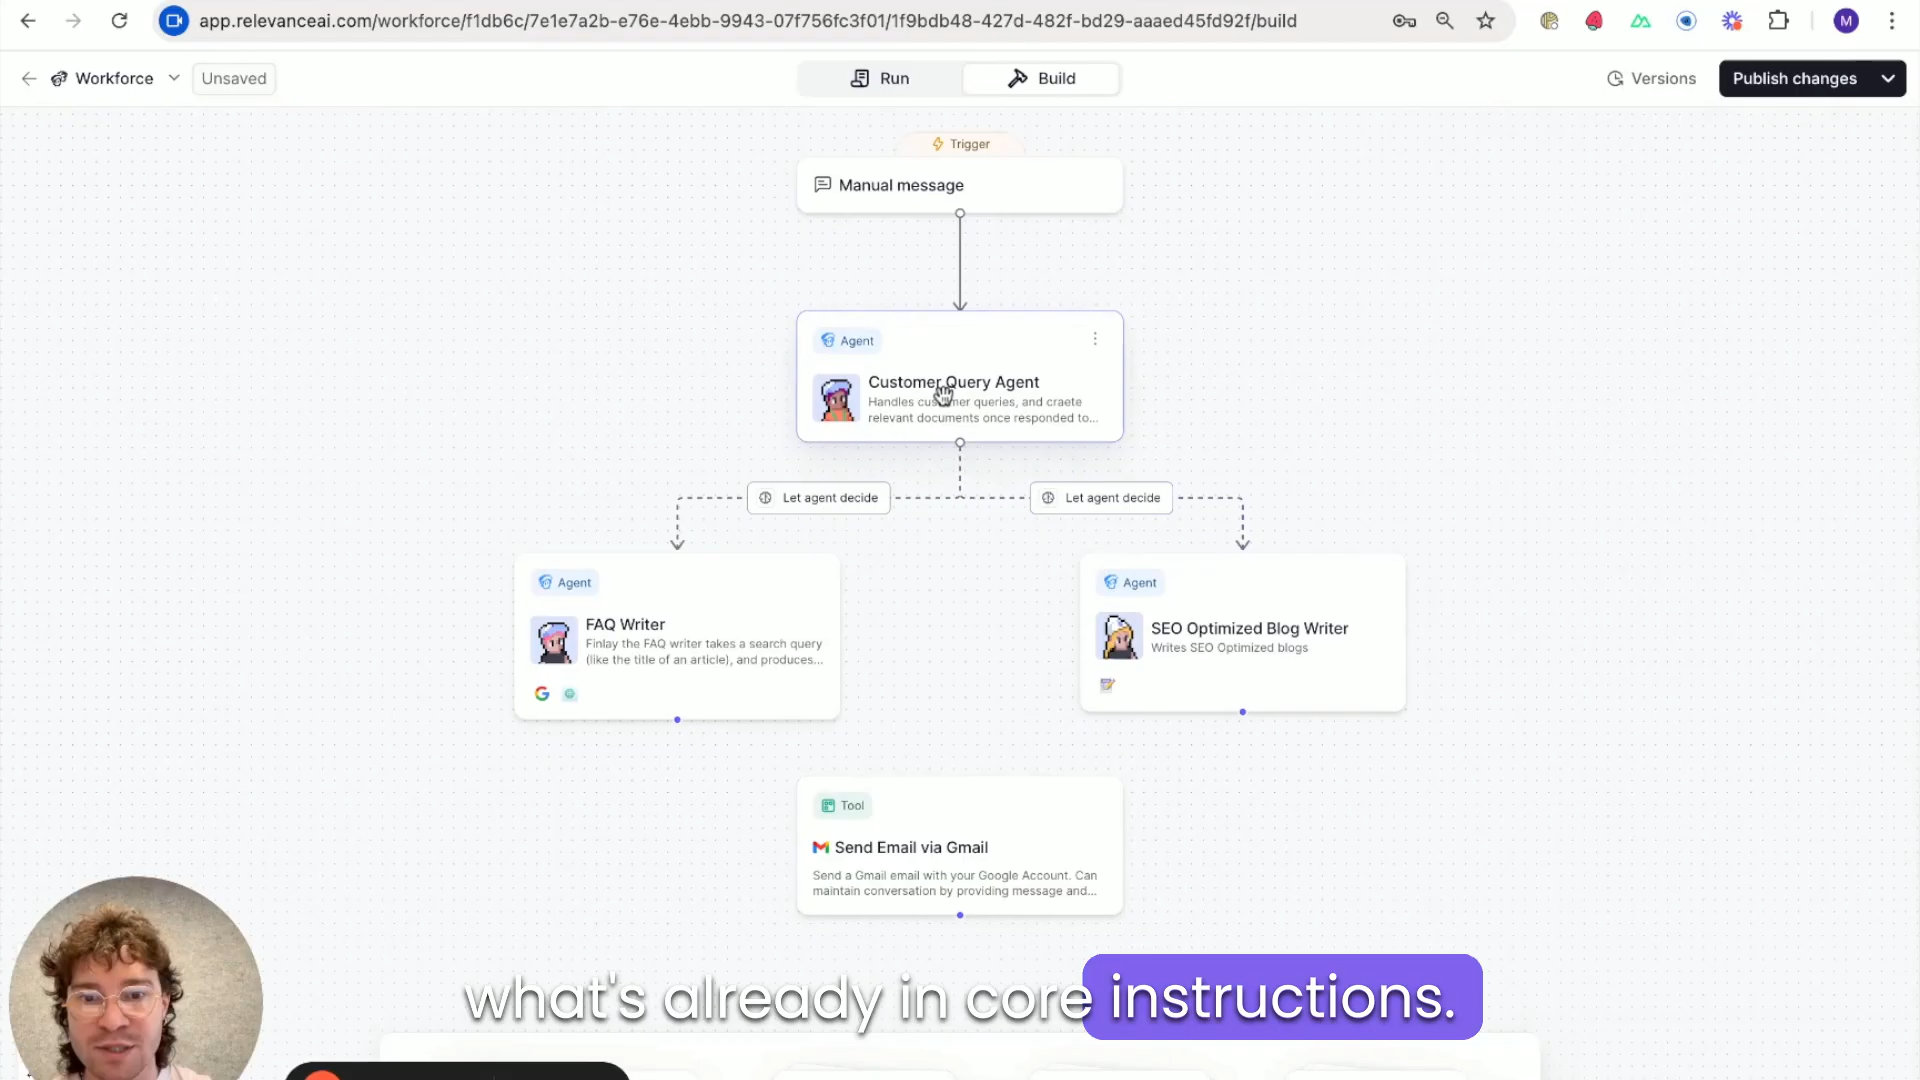 app.relevanceai.com/workforce/f1db6c/7e1e7a2b-e76e-4ebb-9943-07f756fc3f01/1f9bdb48-427d-482f-bd29-aaaed45fd92f/build
M
Workforce
Unsaved
Run
Build
Versions
Publish changes
Trigger
Manual message
Agent
Customer Query Agent
Handles customer queries, and craete
relevant documents once responded to...
Let agent decide
Let agent decide
Agent
FAQ Writer
Finlay the FAQ writer takes a search query
(like the title of an article), and produces...
Agent
SEO Optimized Blog Writer
Writes SEO Optimized blogs
Tool
Send Email via Gmail
Send a Gmail email with your Google Account. Can
maintain conversation by providing message and...
what's already in core instructions.